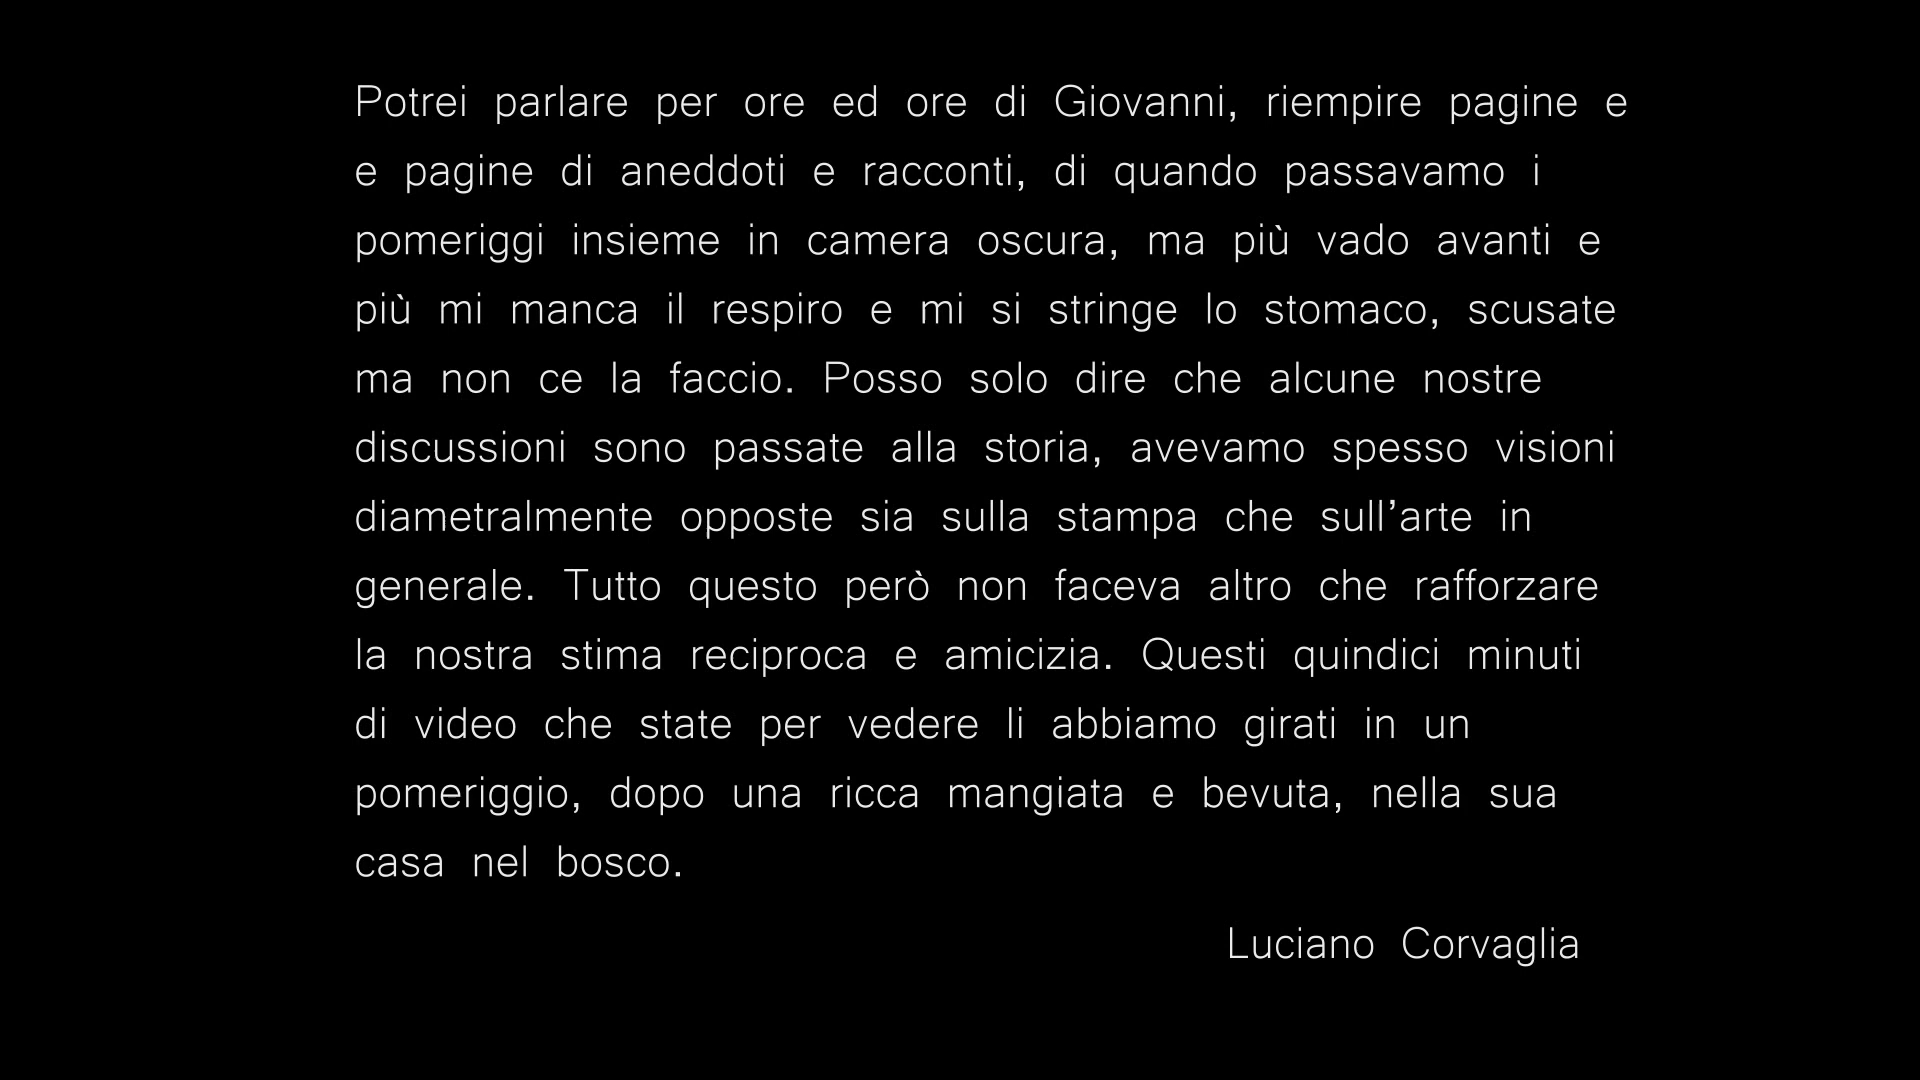 Potrei parlare per ore ed ore di Giovanni, riempire pagine e
e pagine di aneddoti e racconti, di quando passavamo i
pomeriggi insieme in camera oscura, ma più vado avanti e
più mi manca il respiro e mi si stringe lo stomaco, scusate
ma non ce la faccio. Posso solo dire che alcune nostre
discussioni sono passate alla storia, avevamo spesso visioni
diametralmente opposte sia sulla stampa che sull’arte in
generale. Tutto questo però non faceva altro che rafforzare
la nostra stima reciproca e amicizia. Questi quindici minuti
di video che state per vedere li abbiamo girati in un
pomeriggio, dopo una ricca mangiata e bevuta, nella sua
casa nel bosco.
Luciano Corvaglia